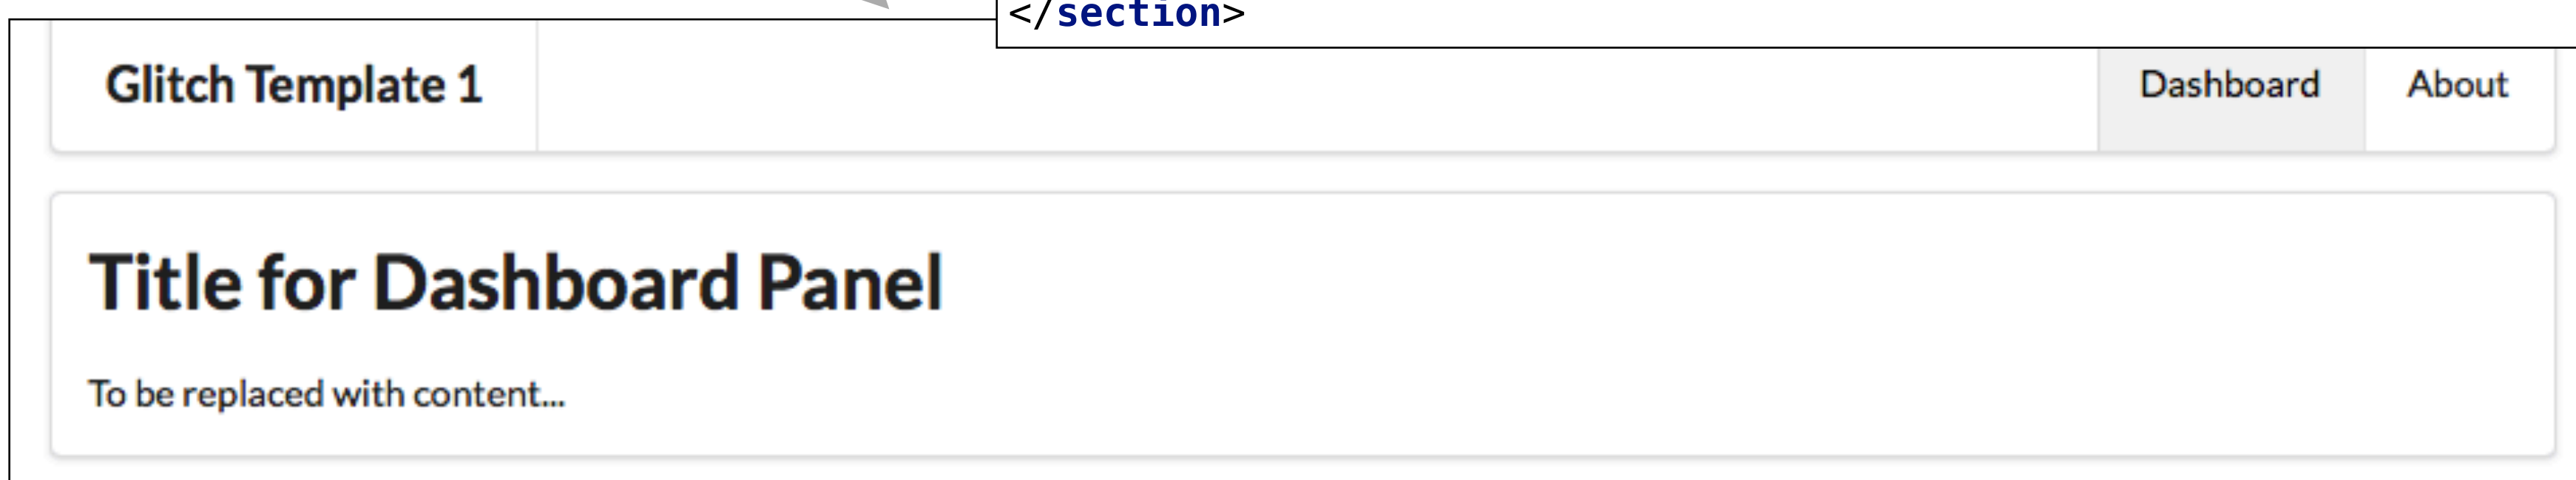 </section>
Glitch Template 1 Dashboard About
Title for Dashboard Panel
To be replaced with content...